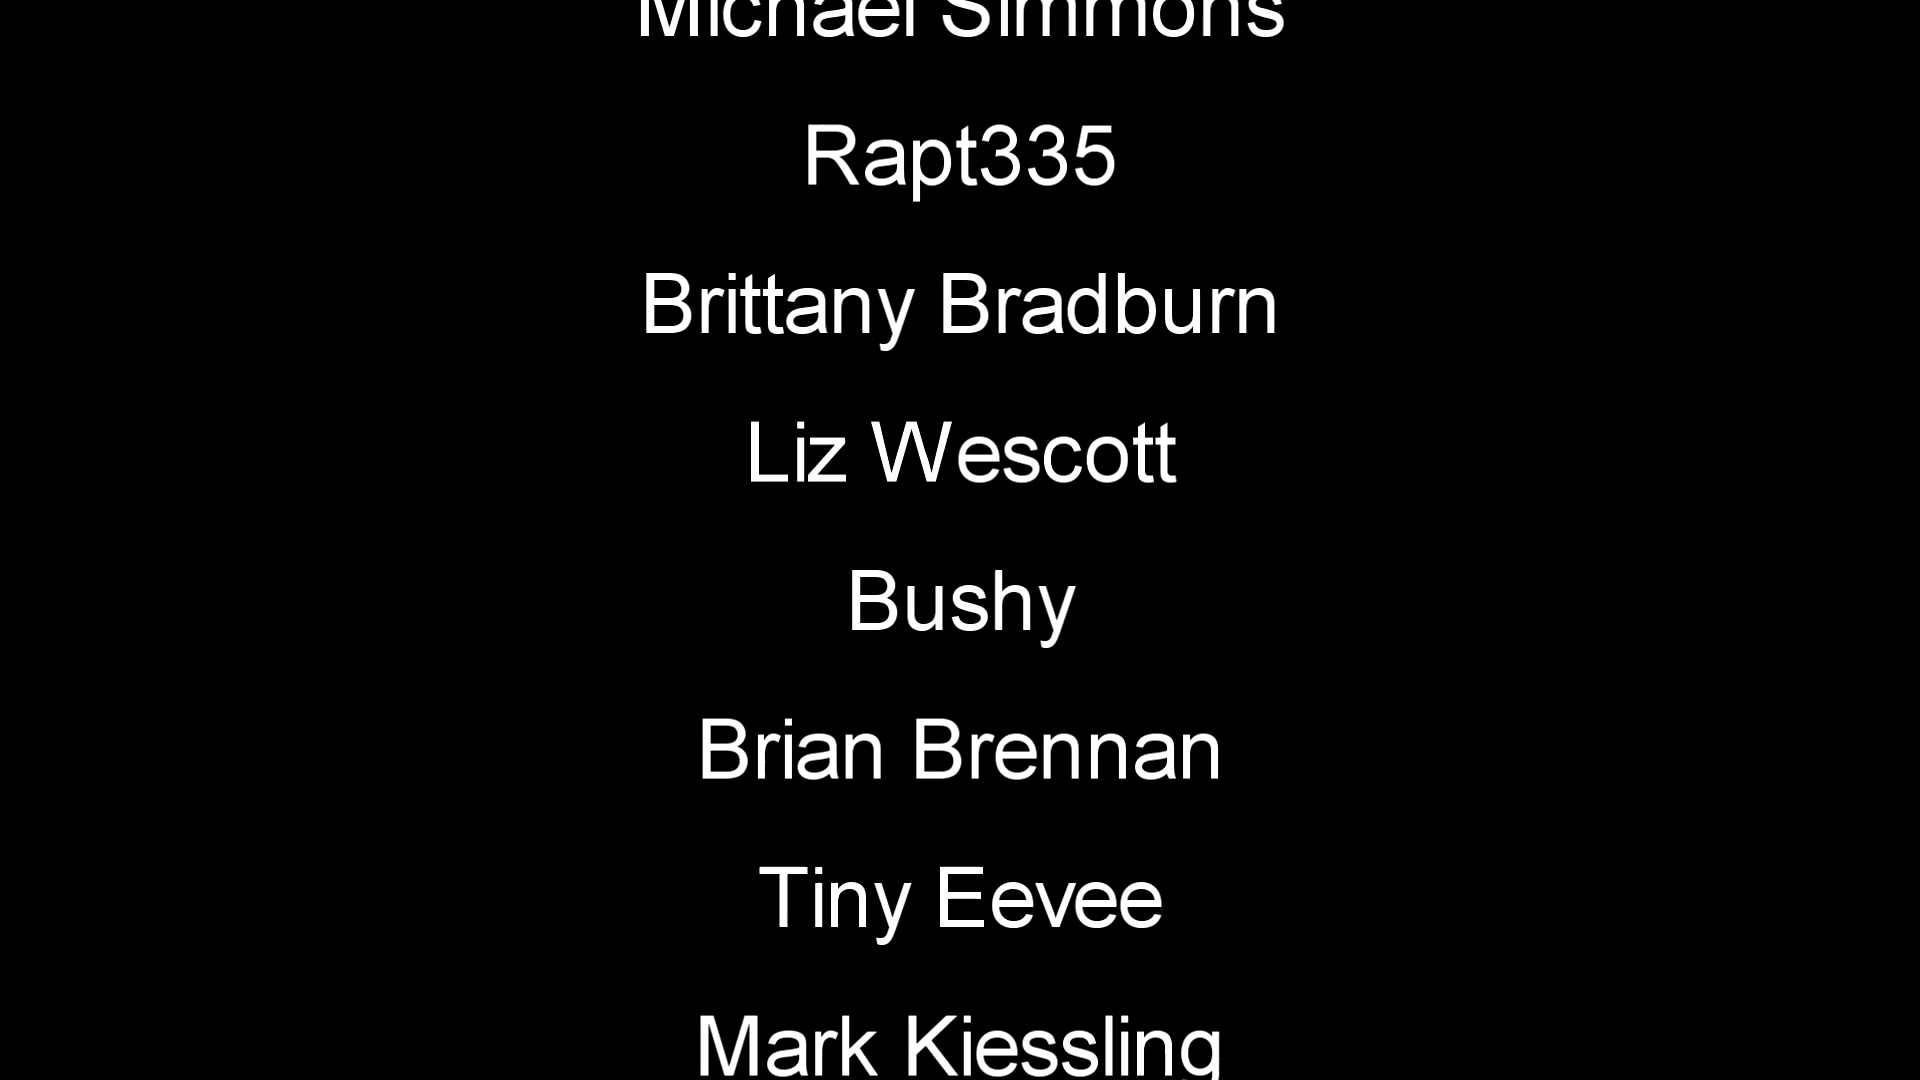 Michael Simmons
Rapt335
Brittany Bradburn
Liz Wescott
Bushy
Brian Brennan
Tiny Eevee
Mark Kiessling